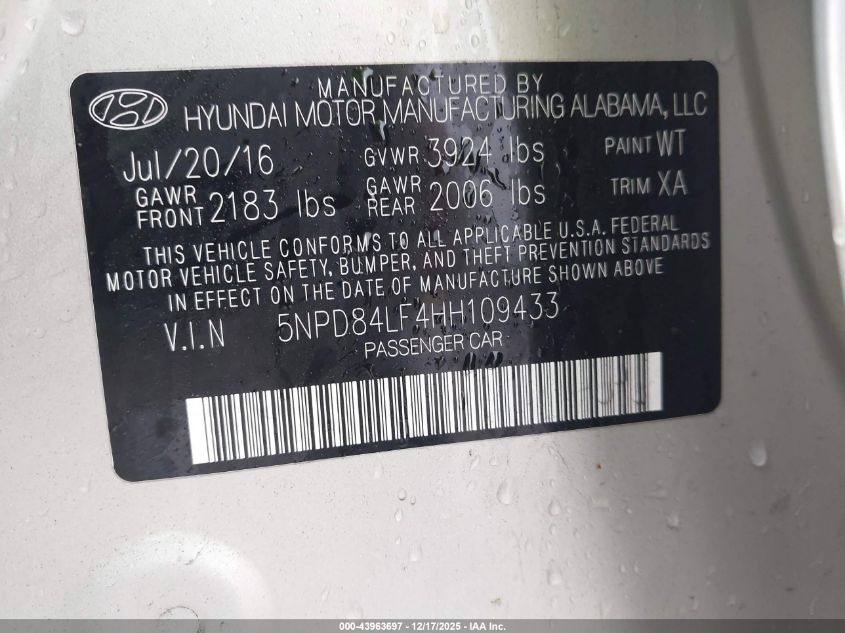 MANUFACTURED BY
HYUNDAI MOTOR MANUFACTURING ALABAMA, LLC
Jul/20/16 GVWR 3924 lbs PAINT WT
GAWR FRONT 2183 lbs GAWR REAR 2006 lbs TRIM XA
THIS VEHICLE CONFORMS TO ALL APPLICABLE U.S.A. FEDERAL
MOTOR VEHICLE SAFETY, BUMPER, AND THEFT PREVENTION STANDARDS
IN EFFECT ON THE DATE OF MANUFACTURE SHOWN ABOVE
V.I.N 5NPD84LF4HH109433
PASSENGER CAR
000-43963697 - 12/17/2025 - IAA Inc.